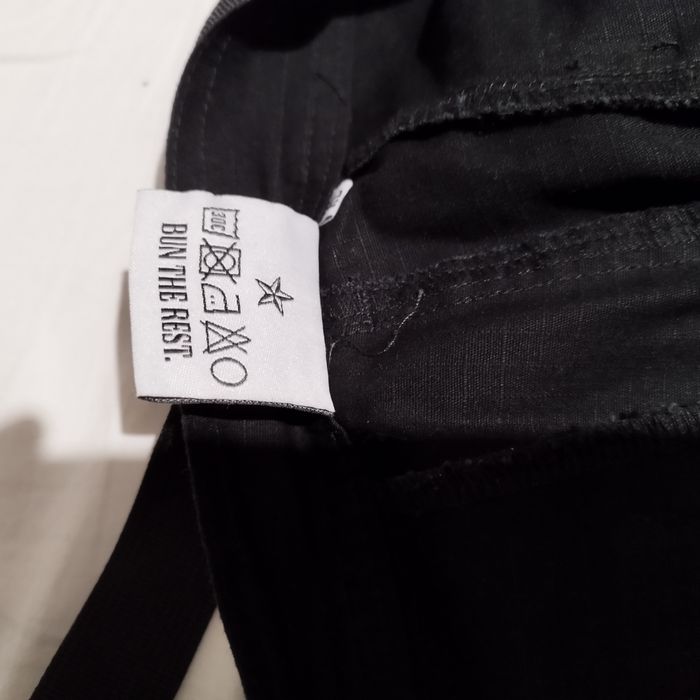 30C
BUN THE REST.